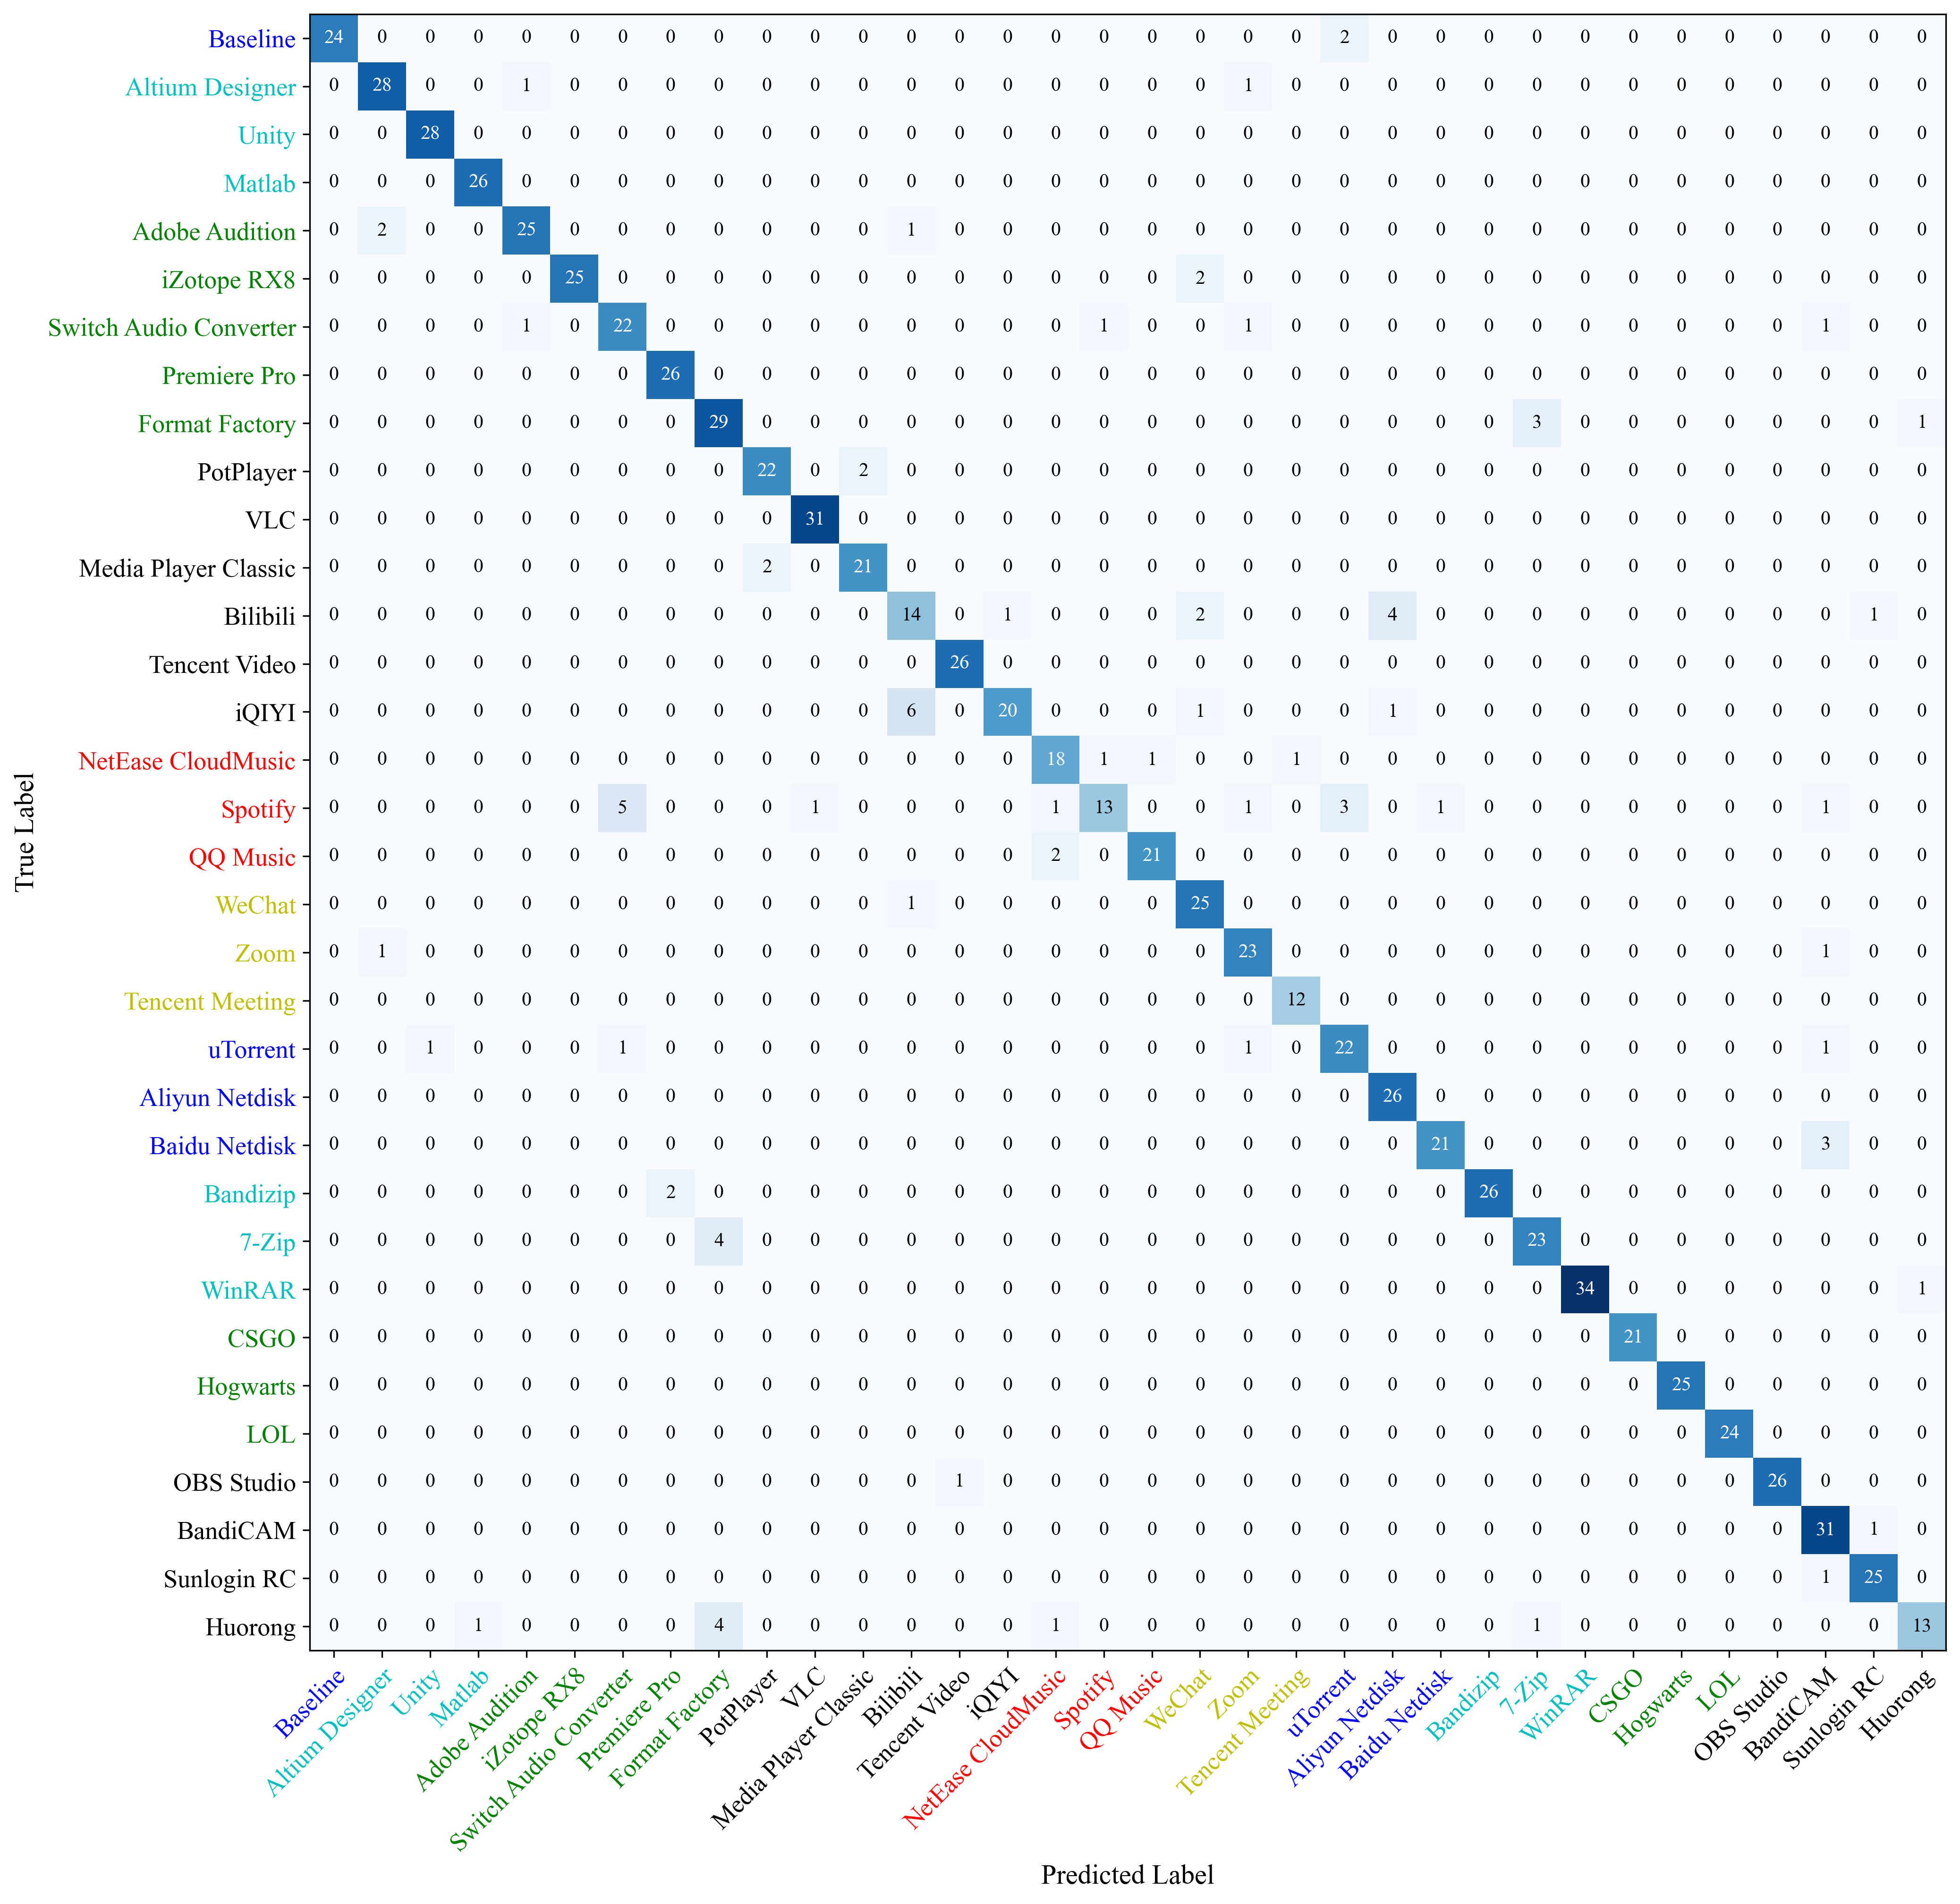 Baseline 24 0 0 0 0 0 0 0 0 0 0 0 0 0 0 0 0 0 0 0 0 2 0 0 0 0 0 0 0 0 0 0 0 0
Altium Designer 0 28 0 0 1 0 0 0 0 0 0 0 0 0 0 0 0 0 0 1 0 0 0 0 0 0 0 0 0 0 0 0 0 0
Unity 0 0 28 0 0 0 0 0 0 0 0 0 0 0 0 0 0 0 0 0 0 0 0 0 0 0 0 0 0 0 0 0 0 0
Matlab 0 0 0 26 0 0 0 0 0 0 0 0 0 0 0 0 0 0 0 0 0 0 0 0 0 0 0 0 0 0 0 0 0 0
Adobe Audition 0 2 0 0 25 0 0 0 0 0 0 0 1 0 0 0 0 0 0 0 0 0 0 0 0 0 0 0 0 0 0 0 0 0
iZotope RX8 0 0 0 0 0 25 0 0 0 0 0 0 0 0 0 0 0 0 2 0 0 0 0 0 0 0 0 0 0 0 0 0 0 0
Switch Audio Converter 0 0 0 0 1 0 22 0 0 0 0 0 0 0 0 0 1 0 0 1 0 0 0 0 0 0 0 0 0 0 0 1 0 0
Premiere Pro 0 0 0 0 0 0 0 26 0 0 0 0 0 0 0 0 0 0 0 0 0 0 0 0 0 0 0 0 0 0 0 0 0 0
Format Factory 0 0 0 0 0 0 0 0 29 0 0 0 0 0 0 0 0 0 0 0 0 0 0 0 0 3 0 0 0 0 0 0 0 1
PotPlayer 0 0 0 0 0 0 0 0 0 22 0 2 0 0 0 0 0 0 0 0 0 0 0 0 0 0 0 0 0 0 0 0 0 0
VLC 0 0 0 0 0 0 0 0 0 0 31 0 0 0 0 0 0 0 0 0 0 0 0 0 0 0 0 0 0 0 0 0 0 0
Media Player Classic 0 0 0 0 0 0 0 0 0 2 0 21 0 0 0 0 0 0 0 0 0 0 0 0 0 0 0 0 0 0 0 0 0 0
Bilibili 0 0 0 0 0 0 0 0 0 0 0 0 14 0 1 0 0 0 2 0 0 0 4 0 0 0 0 0 0 0 0 0 1 0
Tencent Video 0 0 0 0 0 0 0 0 0 0 0 0 0 26 0 0 0 0 0 0 0 0 0 0 0 0 0 0 0 0 0 0 0 0
iQIYI 0 0 0 0 0 0 0 0 0 0 0 0 6 0 20 0 0 0 1 0 0 0 1 0 0 0 0 0 0 0 0 0 0 0
NetEase CloudMusic 0 0 0 0 0 0 0 0 0 0 0 0 0 0 0 18 1 1 0 0 1 0 0 0 0 0 0 0 0 0 0 0 0 0
Spotify 0 0 0 0 0 0 5 0 0 0 1 0 0 0 0 1 13 0 0 1 0 3 0 1 0 0 0 0 0 0 0 1 0 0
QQ Music 0 0 0 0 0 0 0 0 0 0 0 0 0 0 0 2 0 21 0 0 0 0 0 0 0 0 0 0 0 0 0 0 0 0
WeChat 0 0 0 0 0 0 0 0 0 0 0 0 1 0 0 0 0 0 25 0 0 0 0 0 0 0 0 0 0 0 0 0 0 0
Zoom 0 1 0 0 0 0 0 0 0 0 0 0 0 0 0 0 0 0 0 23 0 0 0 0 0 0 0 0 0 0 0 1 0 0
Tencent Meeting 0 0 0 0 0 0 0 0 0 0 0 0 0 0 0 0 0 0 0 0 12 0 0 0 0 0 0 0 0 0 0 0 0 0
uTorrent 0 0 1 0 0 0 1 0 0 0 0 0 0 0 0 0 0 0 0 1 0 22 0 0 0 0 0 0 0 0 0 1 0 0
Aliyun Netdisk 0 0 0 0 0 0 0 0 0 0 0 0 0 0 0 0 0 0 0 0 0 0 26 0 0 0 0 0 0 0 0 0 0 0
Baidu Netdisk 0 0 0 0 0 0 0 0 0 0 0 0 0 0 0 0 0 0 0 0 0 0 0 21 0 0 0 0 0 0 0 3 0 0
Bandizip 0 0 0 0 0 0 0 2 0 0 0 0 0 0 0 0 0 0 0 0 0 0 0 0 26 0 0 0 0 0 0 0 0 0
7-Zip 0 0 0 0 0 0 0 0 4 0 0 0 0 0 0 0 0 0 0 0 0 0 0 0 0 23 0 0 0 0 0 0 0 0
WinRAR 0 0 0 0 0 0 0 0 0 0 0 0 0 0 0 0 0 0 0 0 0 0 0 0 0 0 34 0 0 0 0 0 0 1
CSGO 0 0 0 0 0 0 0 0 0 0 0 0 0 0 0 0 0 0 0 0 0 0 0 0 0 0 0 21 0 0 0 0 0 0
Hogwarts 0 0 0 0 0 0 0 0 0 0 0 0 0 0 0 0 0 0 0 0 0 0 0 0 0 0 0 0 25 0 0 0 0 0
LOL 0 0 0 0 0 0 0 0 0 0 0 0 0 0 0 0 0 0 0 0 0 0 0 0 0 0 0 0 0 24 0 0 0 0
OBS Studio 0 0 0 0 0 0 0 0 0 0 0 0 0 1 0 0 0 0 0 0 0 0 0 0 0 0 0 0 0 0 26 0 0 0
BandiCAM 0 0 0 0 0 0 0 0 0 0 0 0 0 0 0 0 0 0 0 0 0 0 0 0 0 0 0 0 0 0 0 31 1 0
Sunlogin RC 0 0 0 0 0 0 0 0 0 0 0 0 0 0 0 0 0 0 0 0 0 0 0 0 0 0 0 0 0 0 0 1 25 0
Huorong 0 0 0 1 0 0 0 0 4 0 0 0 0 0 0 1 0 0 0 0 0 0 0 0 0 1 0 0 0 0 0 0 0 13
True Label
Baseline
Altium Designer
Unity
Matlab
Adobe Audition
iZotope RX8
Switch Audio Converter
Premiere Pro
Format Factory
PotPlayer
VLC
Media Player Classic
Bilibili
Tencent Video
iQIYI
NetEase CloudMusic
Spotify
QQ Music
WeChat
Zoom
Tencent Meeting
uTorrent
Aliyun Netdisk
Baidu Netdisk
Bandizip
7-Zip
WinRAR
CSGO
Hogwarts
LOL
OBS Studio
BandiCAM
Sunlogin RC
Huorong
Predicted Label